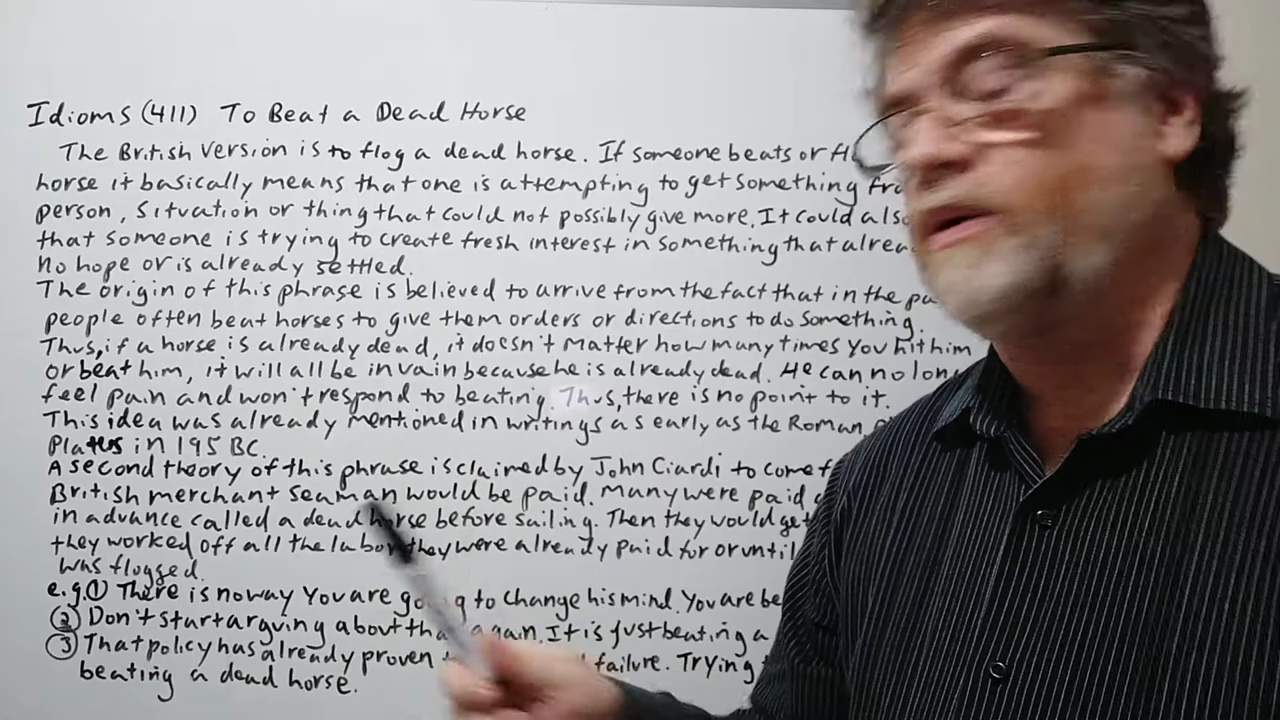 Idioms (411) To Beat a Dead Horse
The British version is to flog a dead horse. If someone beats or
horse it basically means that one is attempting to get something
person, situation or thing that could not possibly give more. It could also
that someone is trying to create fresh interest in something that
no hope or is already settled.
The origin of this phrase is believed to arrive from the fact that in the
people often beat horses to give them orders or directions to do something.
Thus, if a horse is already dead, it doesn't matter how many times you hit him
or beat him, it will all be in vain because he is already dead. He can no
feel pain and won't respond to beating. Thus, there is no point to it.
This idea was already mentioned in writings as early as the Roman
in 195 BC.
A second theory of this phrase is claimed by John Ciardi to come
British merchant seaman would be paid. Many were paid
in advance called a dead horse before sailing. Then they would get
they worked off all the labor they were already paid for or until
was flogged.
e.g. ① There is no way you are going to change his mind. You are
② Don't start arguing about that again. It is just beating a
③ That policy has already proven failure. Trying
beating a dead horse.